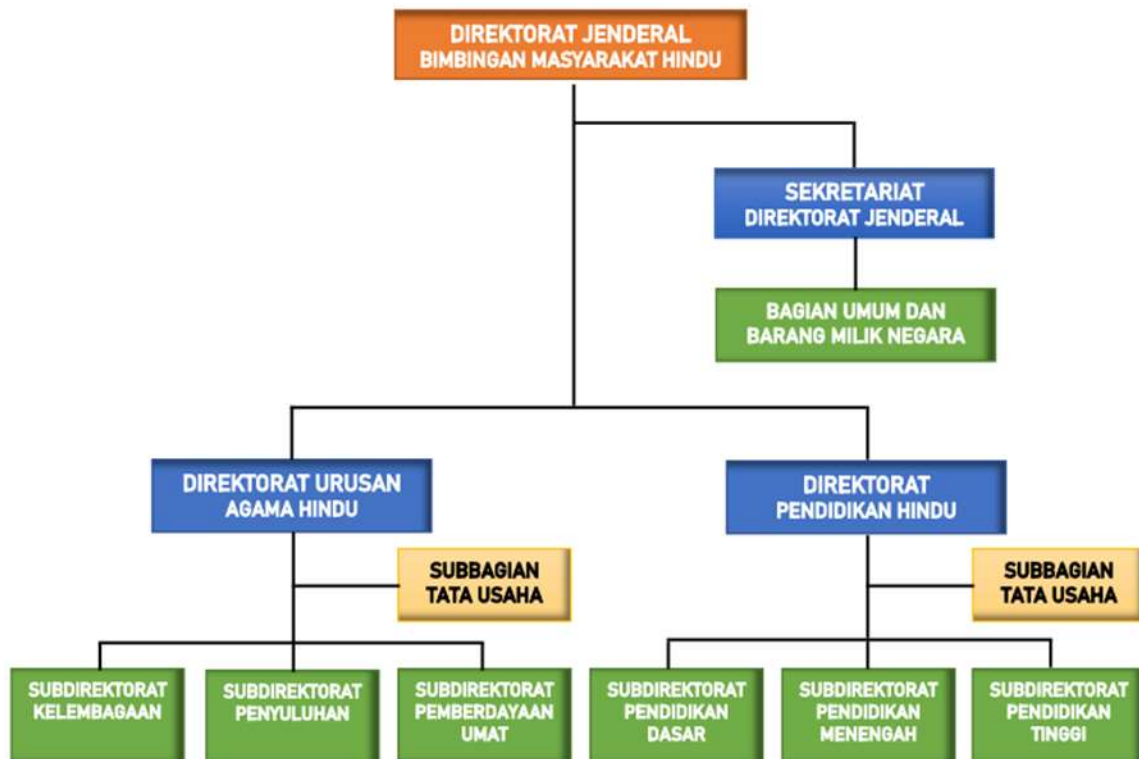 DIREKTORAT JENDERAL
BIMBINGAN MASYARAKAT HINDU
SEKRETARIAT
DIREKTORAT JENDERAL
BAGIAN UMUM DAN
BARANG MILIK NEGARA
DIREKTORAT URUSAN
AGAMA HINDU
DIREKTORAT
PENDIDIKAN HINDU
SUBBAGIAN
TATA USAHA
SUBBAGIAN
TATA USAHA
SUBDIREKTORAT
KELEMBAGAAN
SUBDIREKTORAT
PENYULUHAN
SUBDIREKTORAT
PEMBERDAYAAN
UMAT
SUBDIREKTORAT
PENDIDIKAN
DASAR
SUBDIREKTORAT
PENDIDIKAN
MENENGAH
SUBDIREKTORAT
PENDIDIKAN
TINGGI